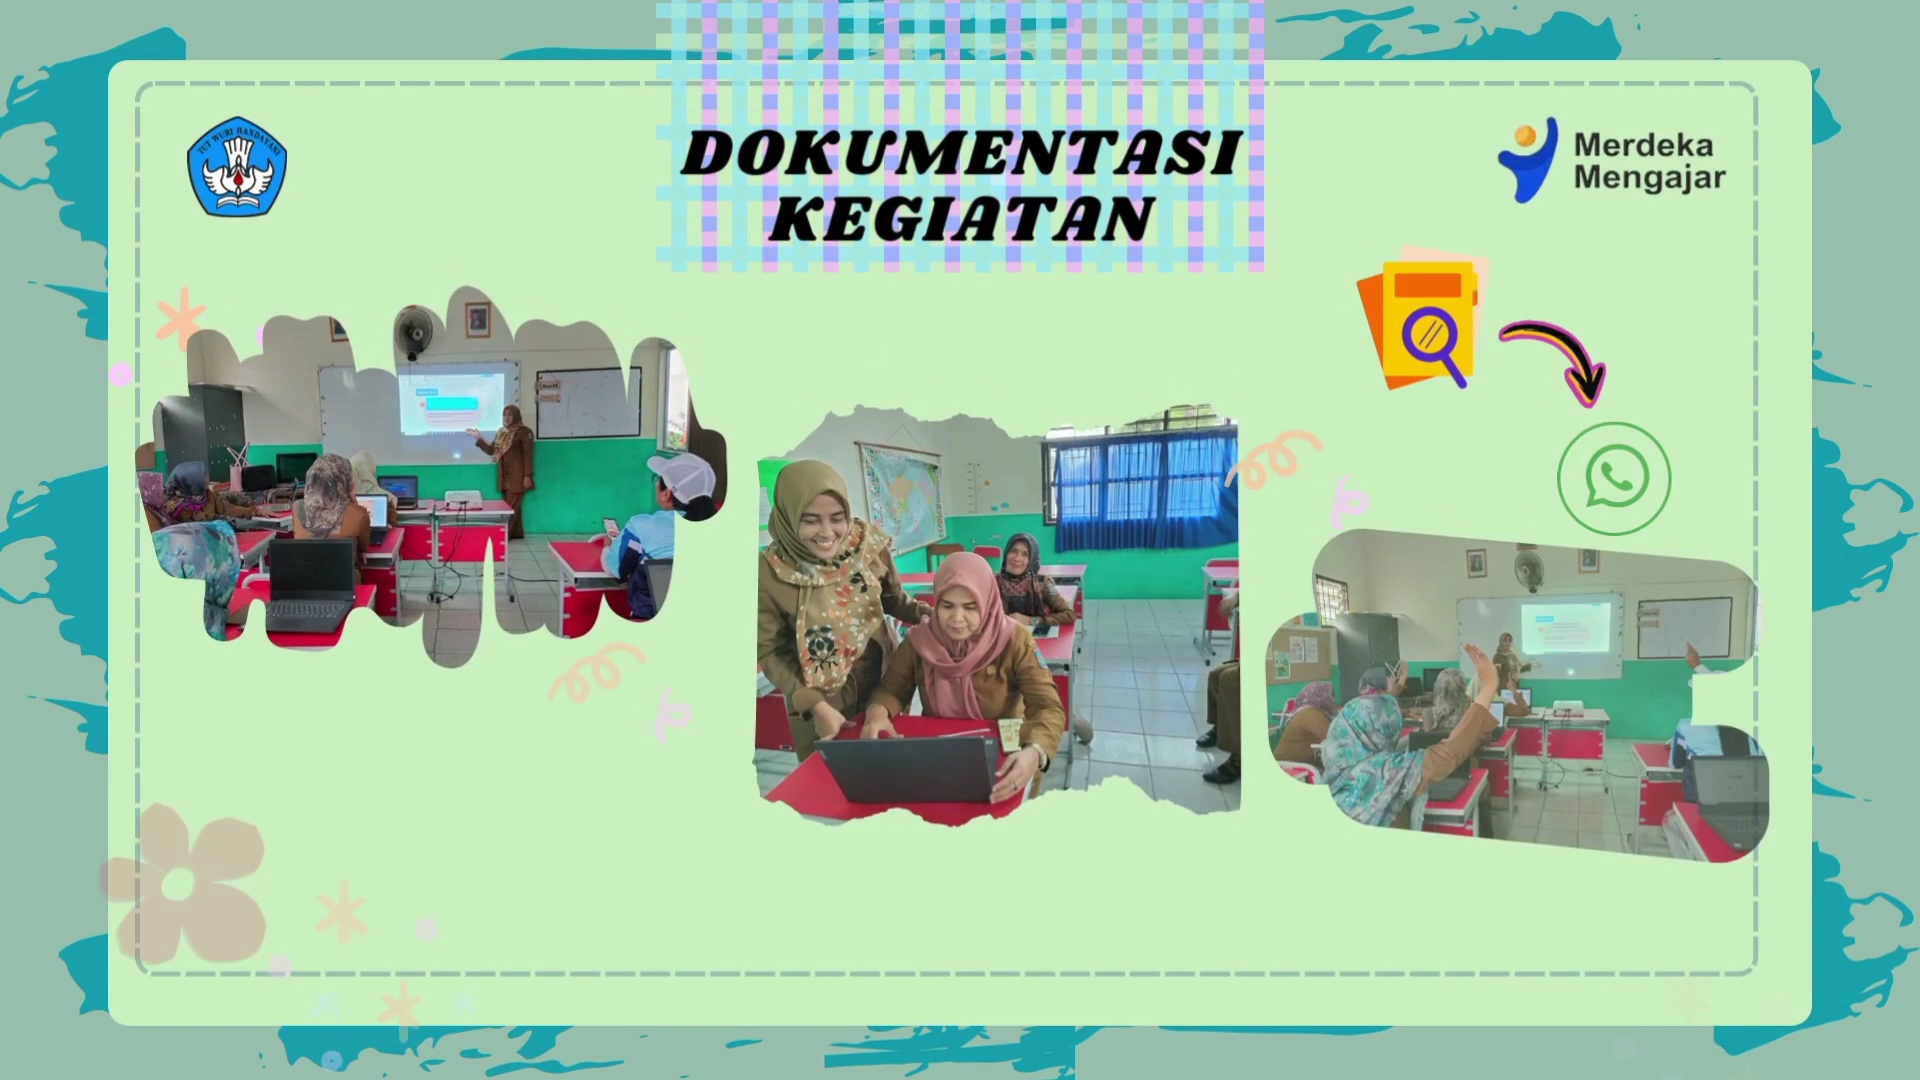 TUT WURI HANDAYANI
DOKUMENTASI
KEGIATAN
Merdeka
Mengajar